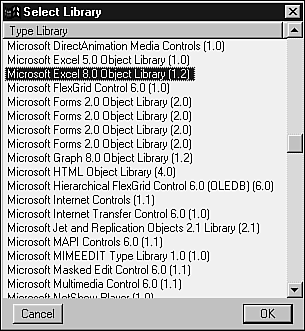 Select Library
Type Library
Microsoft DirectAnimation Media Controls (1.0)
Microsoft Excel 5.0 Object Library (1.0)
Microsoft Excel 8.0 Object Library (1.2)
Microsoft FlexGrid Control 6.0 (1.0)
Microsoft Forms 2.0 Object Library (2.0)
Microsoft Forms 2.0 Object Library (2.0)
Microsoft Forms 2.0 Object Library (2.0)
Microsoft Forms 2.0 Object Library (2.0)
Microsoft Graph 8.0 Object Library (1.2)
Microsoft HTML Object Library (4.0)
Microsoft Hierarchical FlexGrid Control 6.0 (OLEDB) (6.0)
Microsoft Internet Controls (1.1)
Microsoft Internet Transfer Control 6.0 (1.0)
Microsoft Jet and Replication Objects 2.1 Library (2.1)
Microsoft MAPI Controls 6.0 (1.1)
Microsoft MIMEEDIT Type Library 1.0 (1.0)
Microsoft Masked Edit Control 6.0 (1.1)
Microsoft Multimedia Control 6.0 (1.1)
Microsoft NetShow Player (1.0)
Cancel
OK